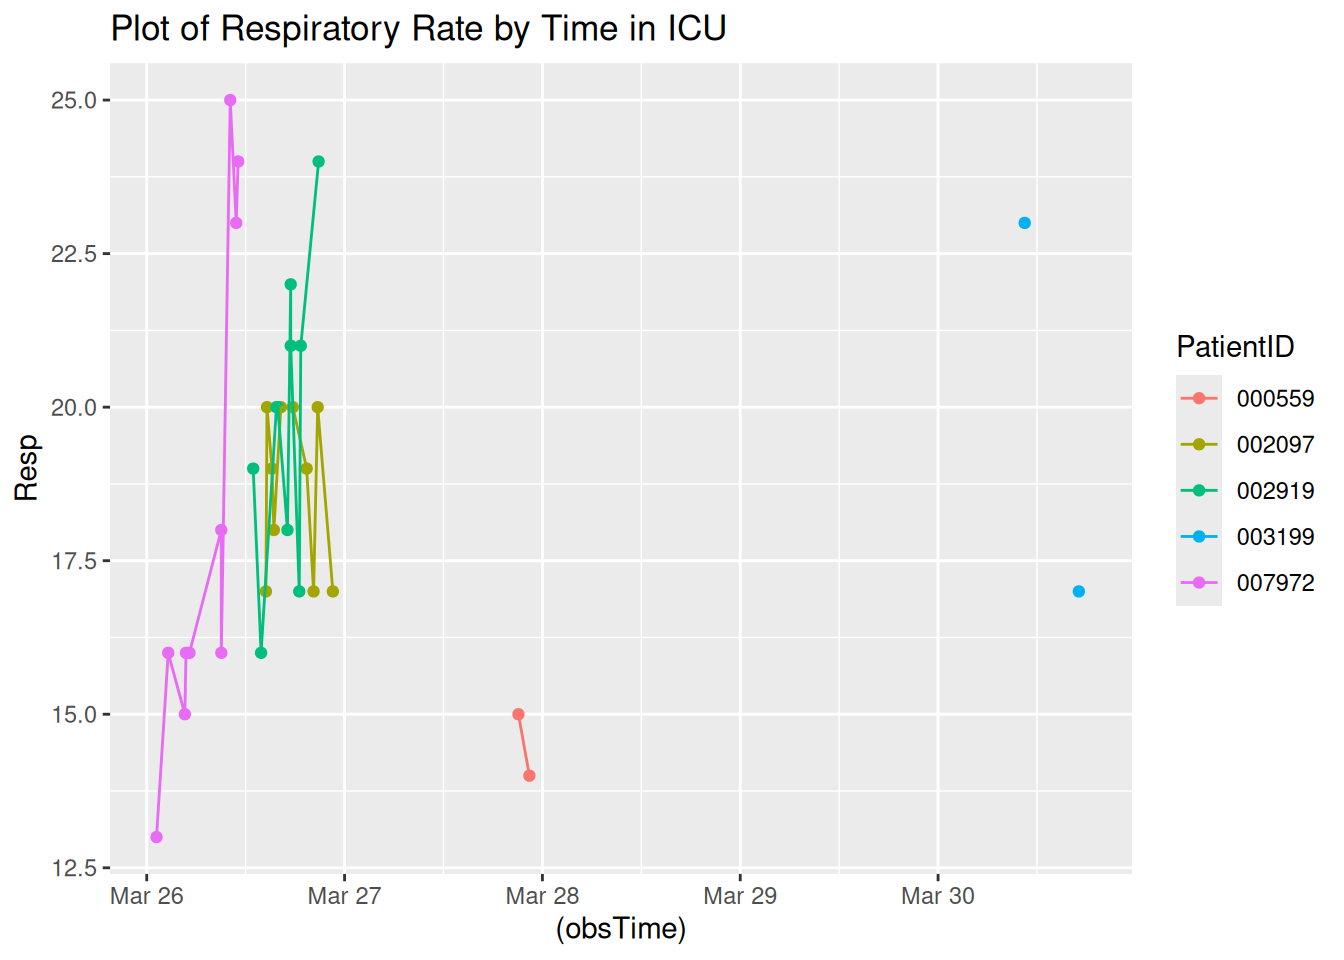 Plot of Respiratory Rate by Time in ICU
25.0
22.5
20.0
17.5
15.0
12.5
Resp
Mar 26 Mar 27 Mar 28 Mar 29 Mar 30
(obsTime)
PatientID
000559
002097
002919
003199
007972